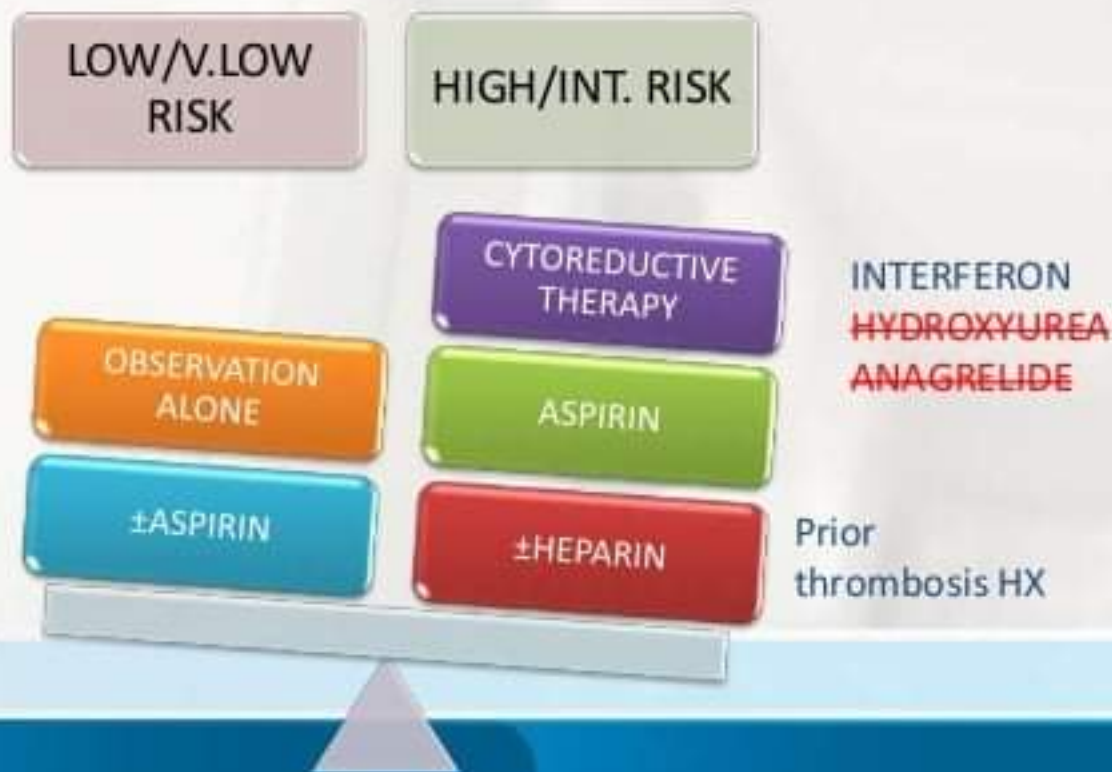 LOW/V.LOW
RISK
HIGH/INT. RISK
OBSERVATION
ALONE
±ASPIRIN
CYTOREDUCTIVE
THERAPY
ASPIRIN
±HEPARIN
INTERFERON
HYDROXYUREA
ANAGRELIDE
Prior
thrombosis HX